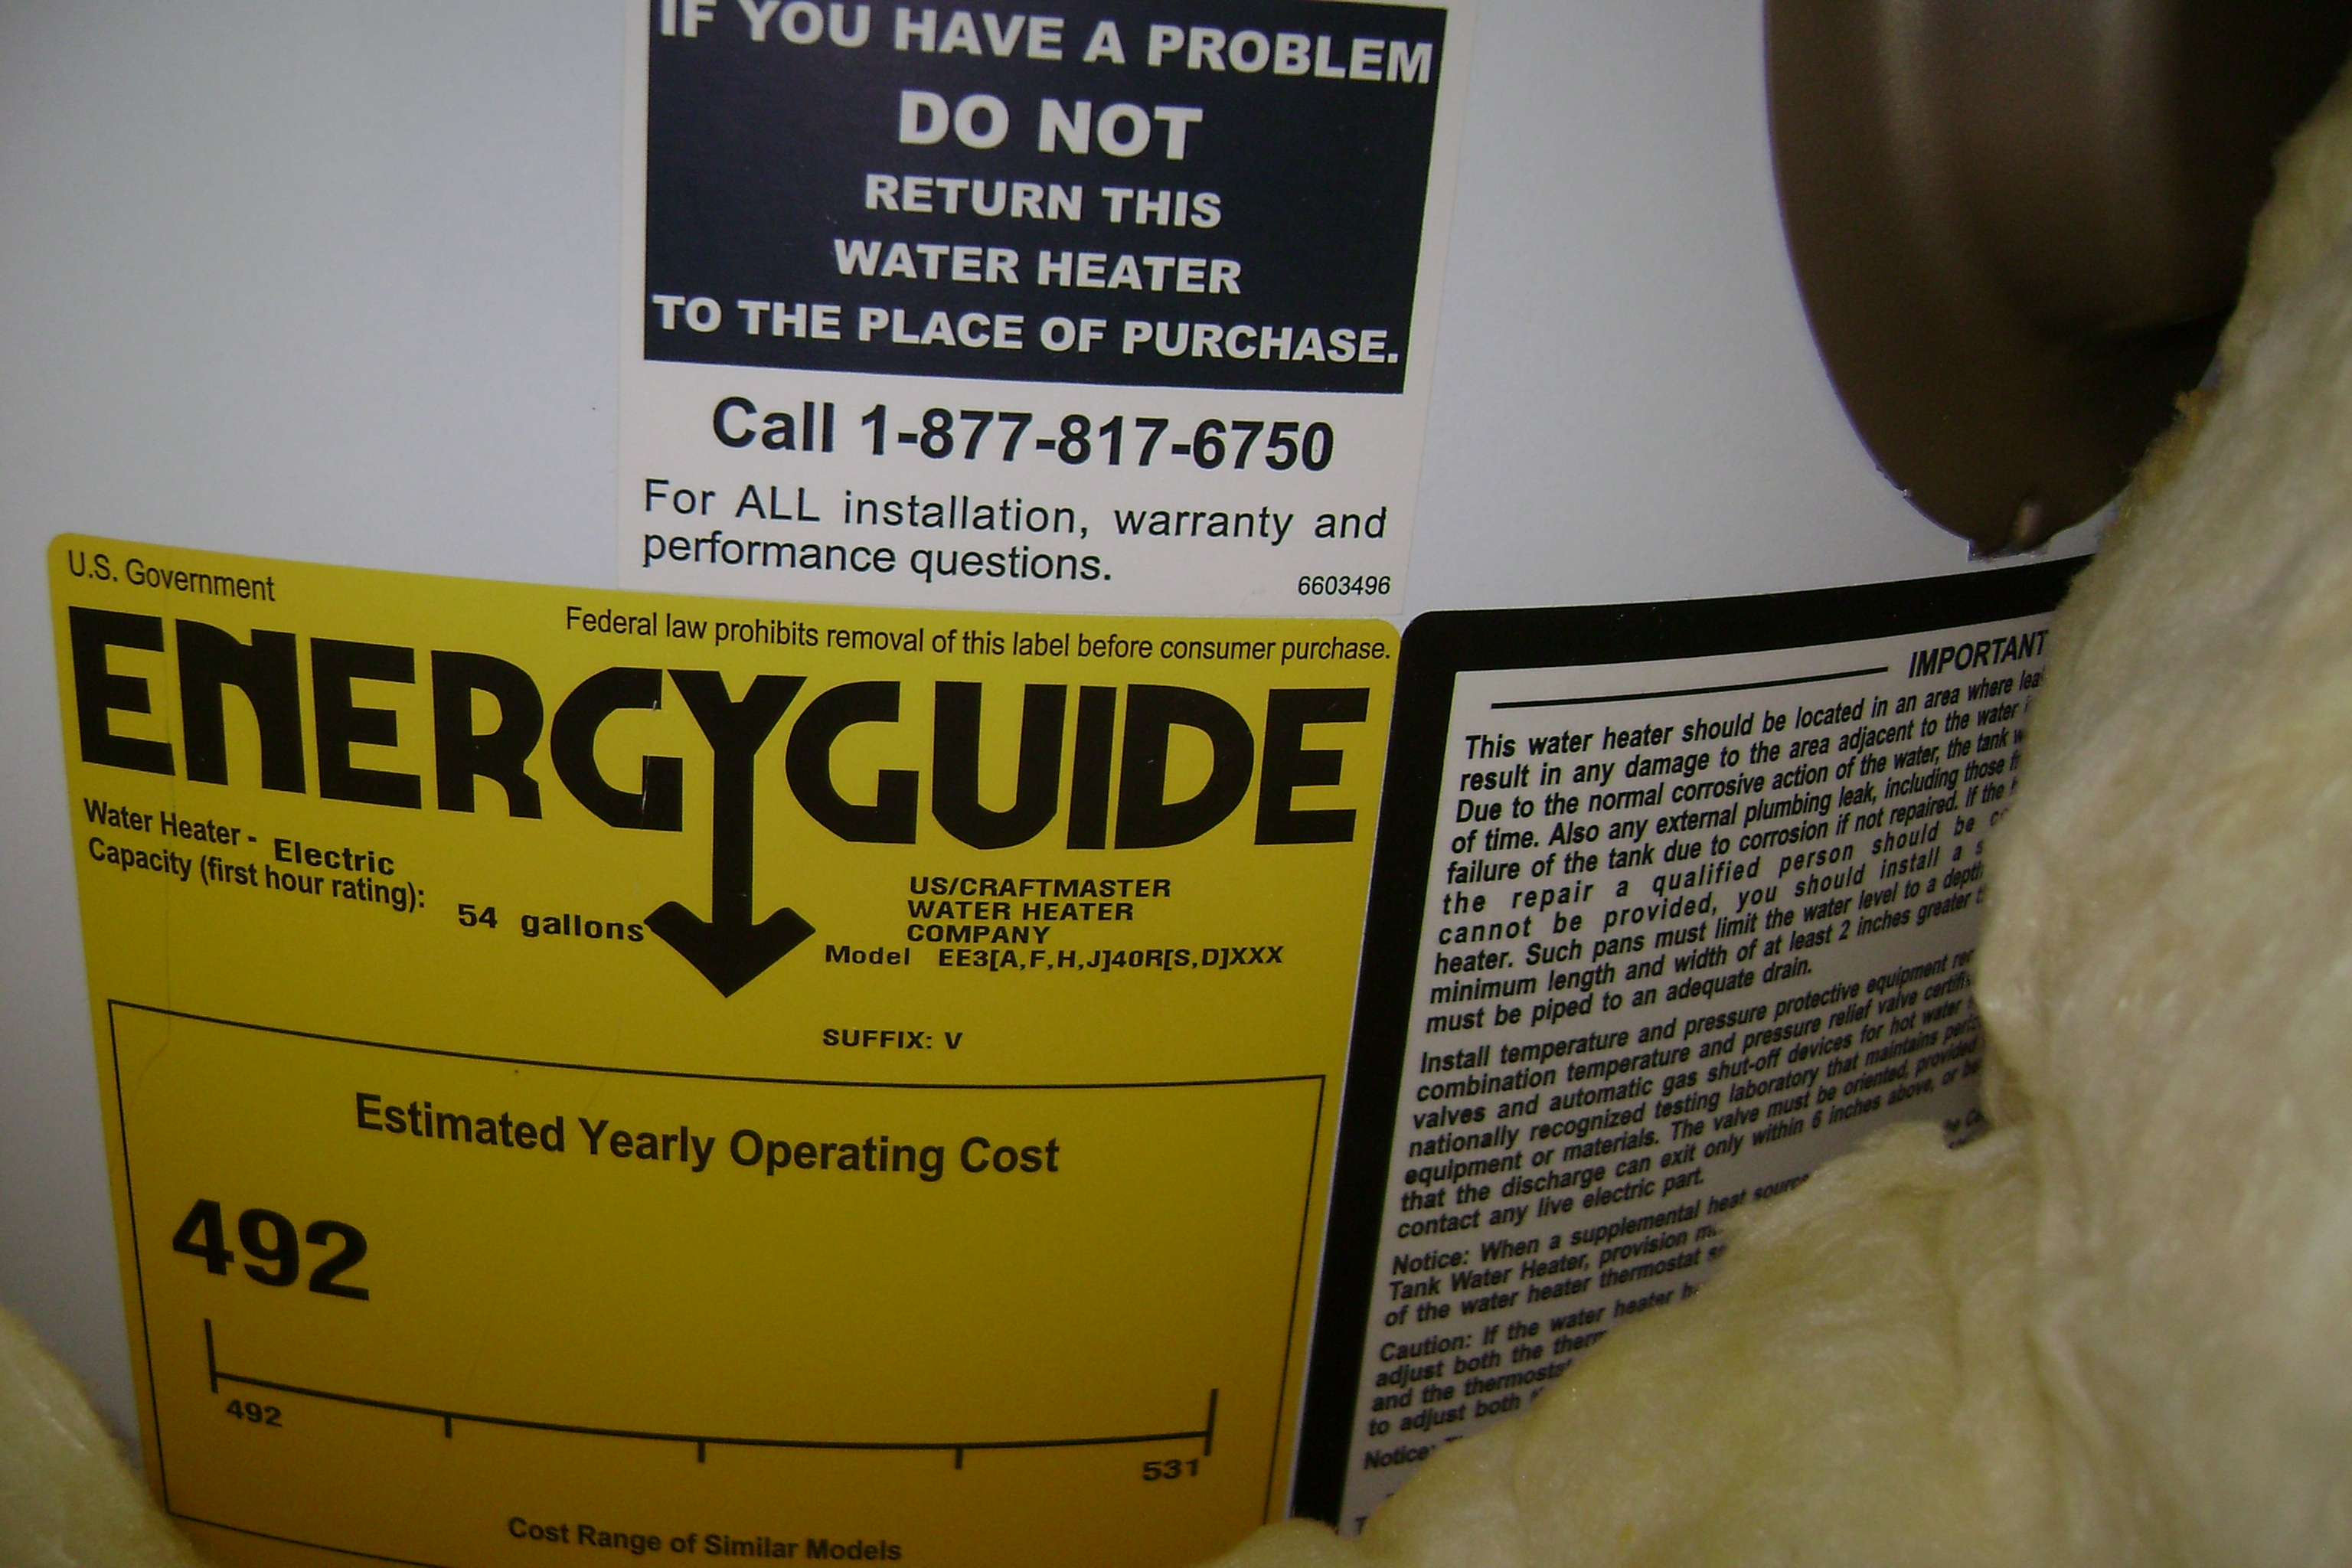 IF YOU HAVE A PROBLEM
DO NOT
RETURN THIS
WATER HEATER
TO THE PLACE OF PURCHASE.
Call 1-877-817-6750
For ALL installation, warranty and
performance questions.
6603496
U.S. Government
Federal law prohibits removal of this label before consumer purchase.
ENERGYGUIDE
Water Heater - Electric
Capacity (first hour rating): 54 gallons
US/CRAFTMASTER
WATER HEATER
COMPANY
Model EE3[A,F,H,J]40R[S,D]XXX
SUFFIX: V
Estimated Yearly Operating Cost
492
492
531
Cost Range of Similar Models
IMPORTANT
This water heater should be located in an area where
result in any damage to the area adjacent to the water
Due to the normal corrosive action of the water, the tank
of time. Also any external plumbing leak, including those
failure of the tank due to corrosion if not repaired. If the
the repair a qualified person should be
cannot be provided, you should install a
heater. Such pans must limit the water level to a depth
minimum length and width of at least 2 inches greater
must be piped to an adequate drain.
Install temperature and pressure protective equipment
combination temperature and pressure relief valve
valves and automatic gas shut-off devices for hot water
nationally recognized testing laboratory that maintains
equipment or materials. The valve must be oriented, provided
that the discharge can exit only within 6 inches above, or
contact any live electric part.
Notice: When a supplemental heat source
Tank Water Heater, provision
of the water heater thermostat
Caution: If the water heater
adjust both the
and the thermostat
to adjust both
Notice: